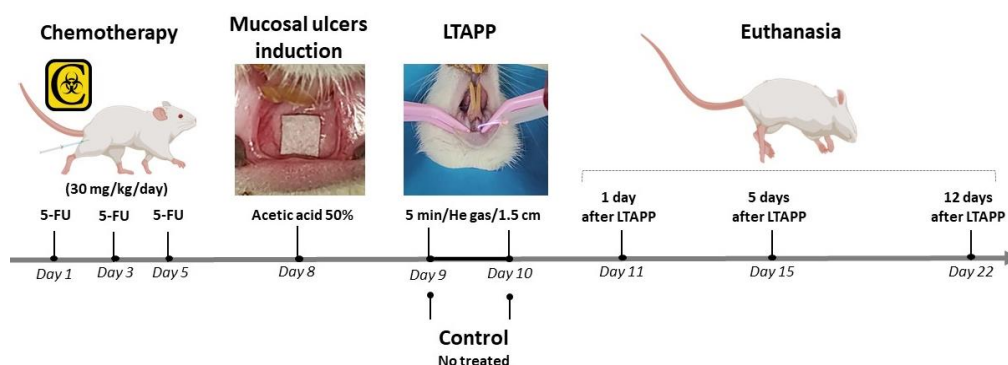 Chemotherapy
Mucosal ulcers
induction
LTAPP
Euthanasia
C
(30 mg/kg/day)
5-FU
5-FU
5-FU
Acetic acid 50%
5 min/He gas/1.5 cm
1 day
after LTAPP
5 days
after LTAPP
12 days
after LTAPP
Day 1
Day 3
Day 5
Day 8
Day 9
Day 10
Day 11
Day 15
Day 22
Control
No treated